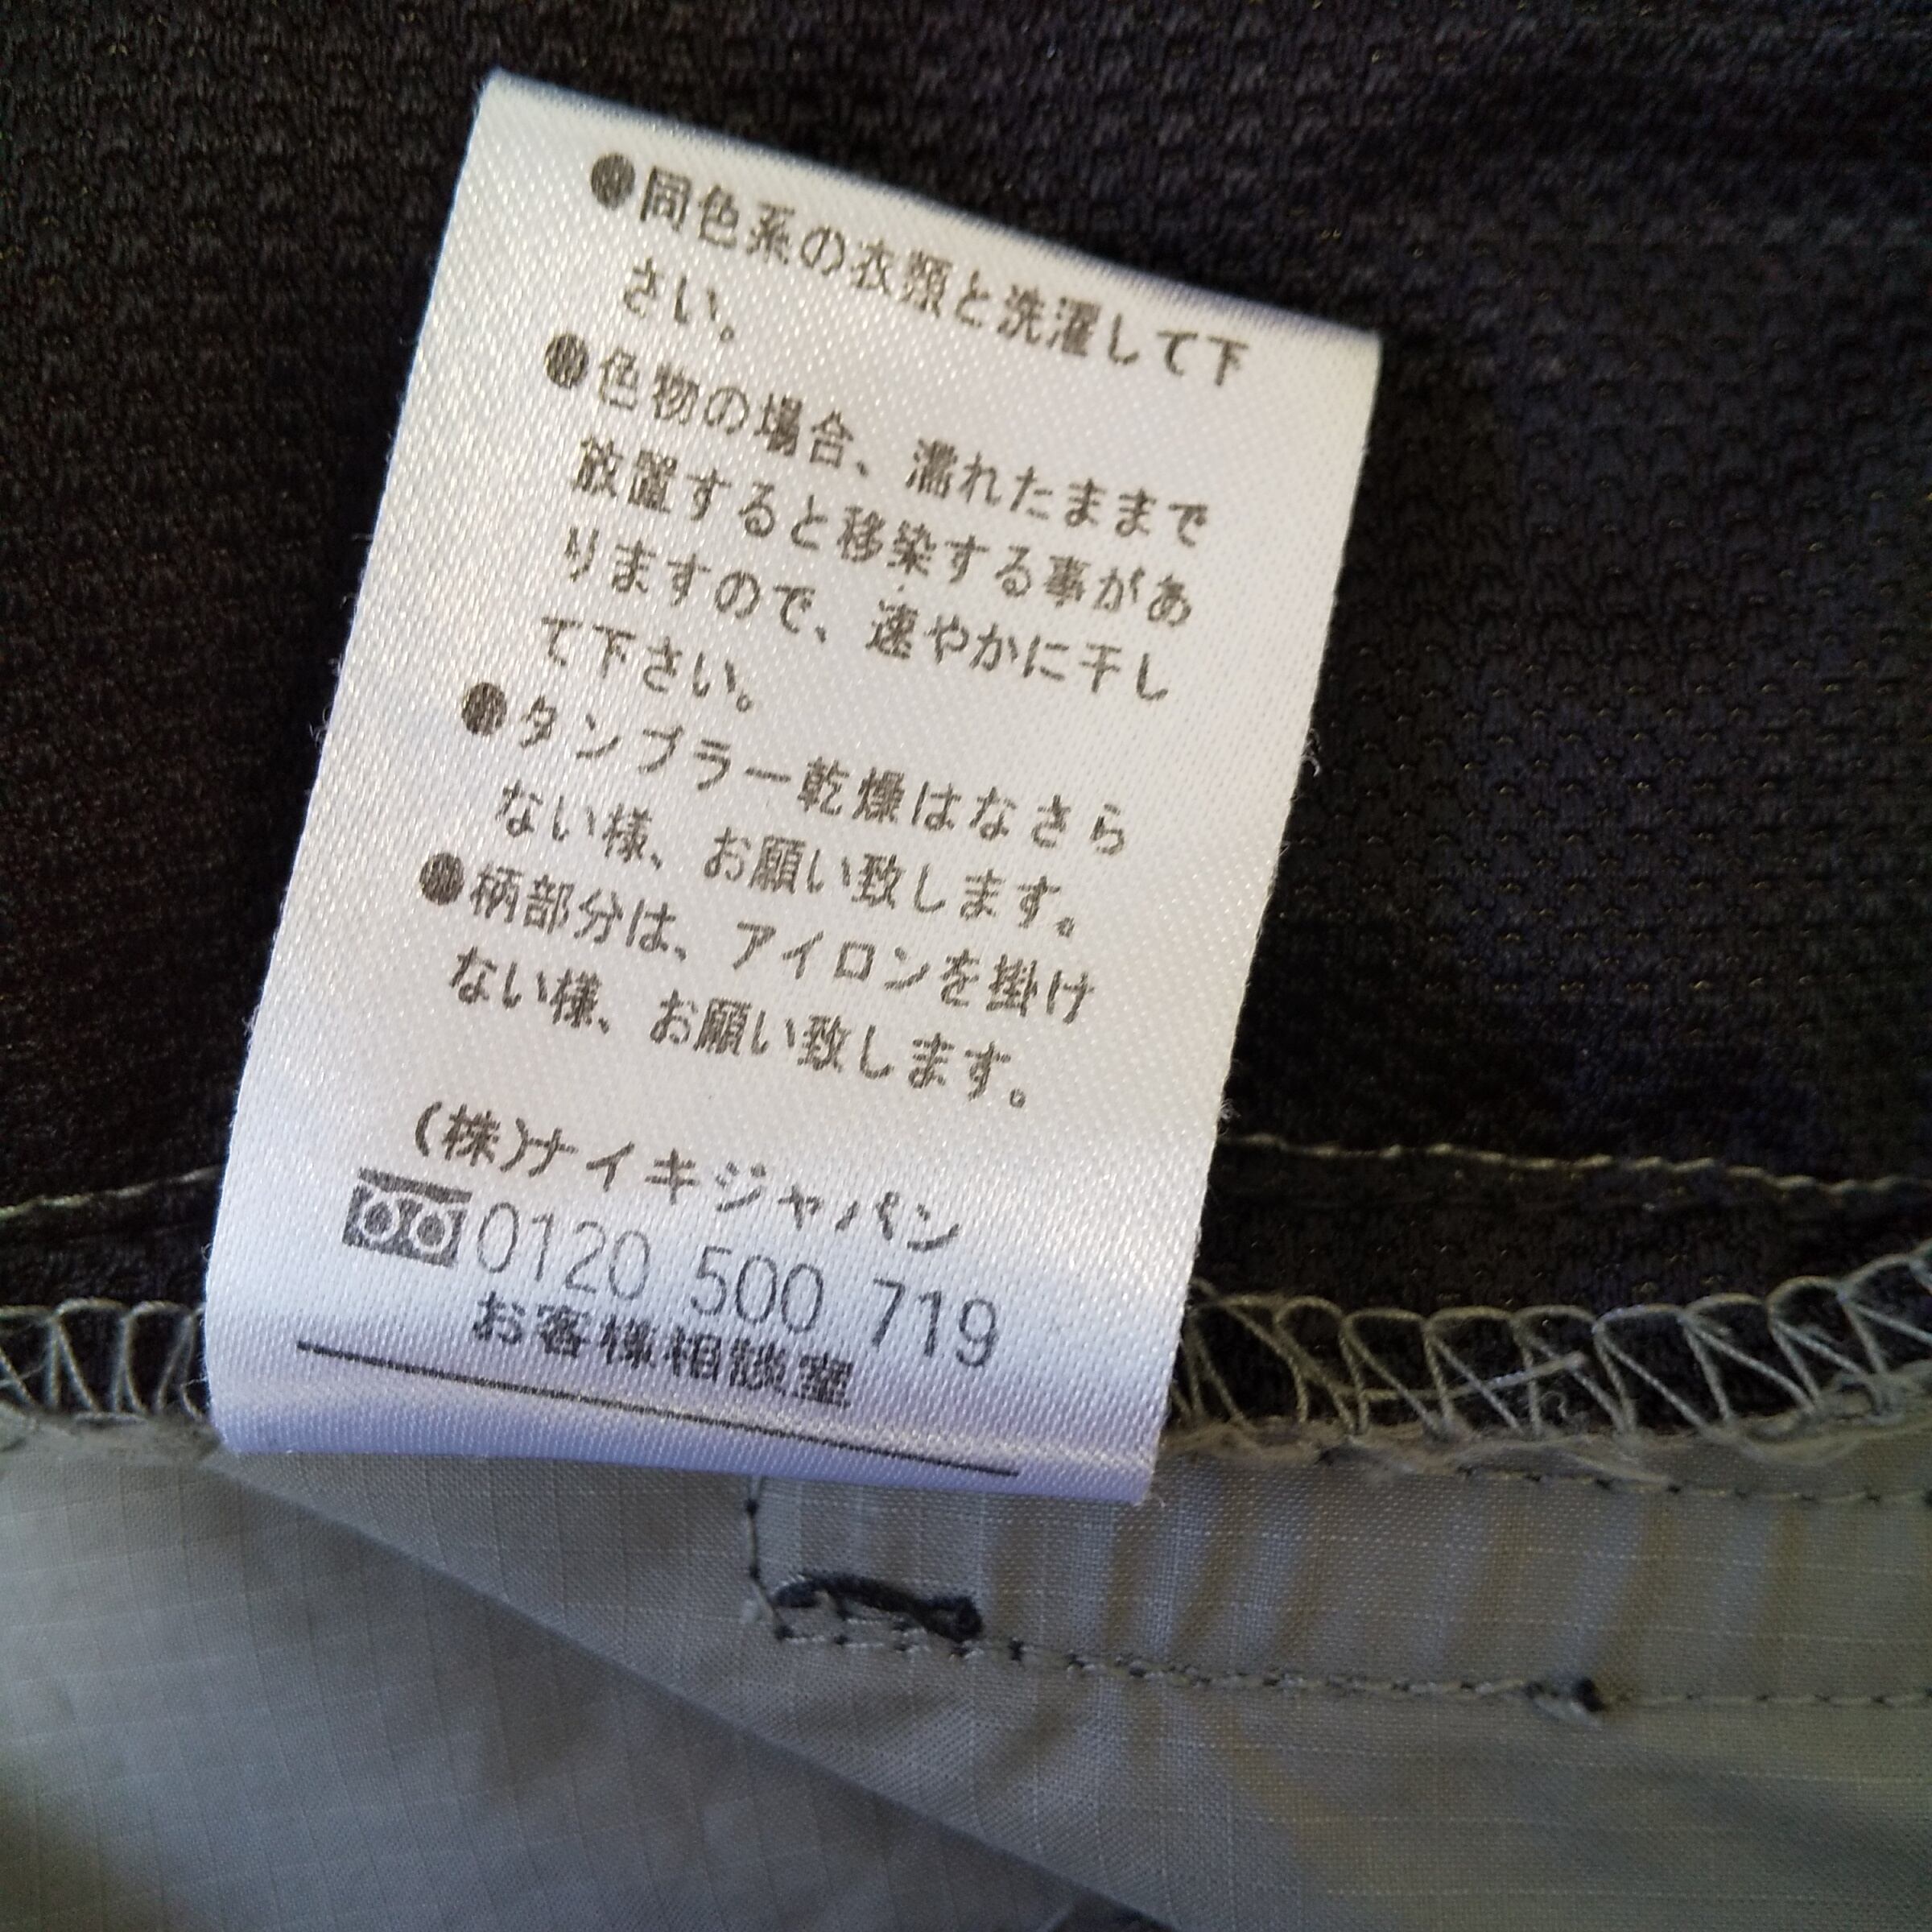 ●同色系の衣類と洗濯して下
さい。
●色物の場合、濡れたままで
放置すると移染する事があ
りますので、速やかに干し
て下さい。
●タンブラー乾燥はなさら
ない様、お願い致します。
●柄部分は、アイロンを掛け
ない様、お願い致します。
(株)ナイキジャパン
0120 500 719
お客様相談室